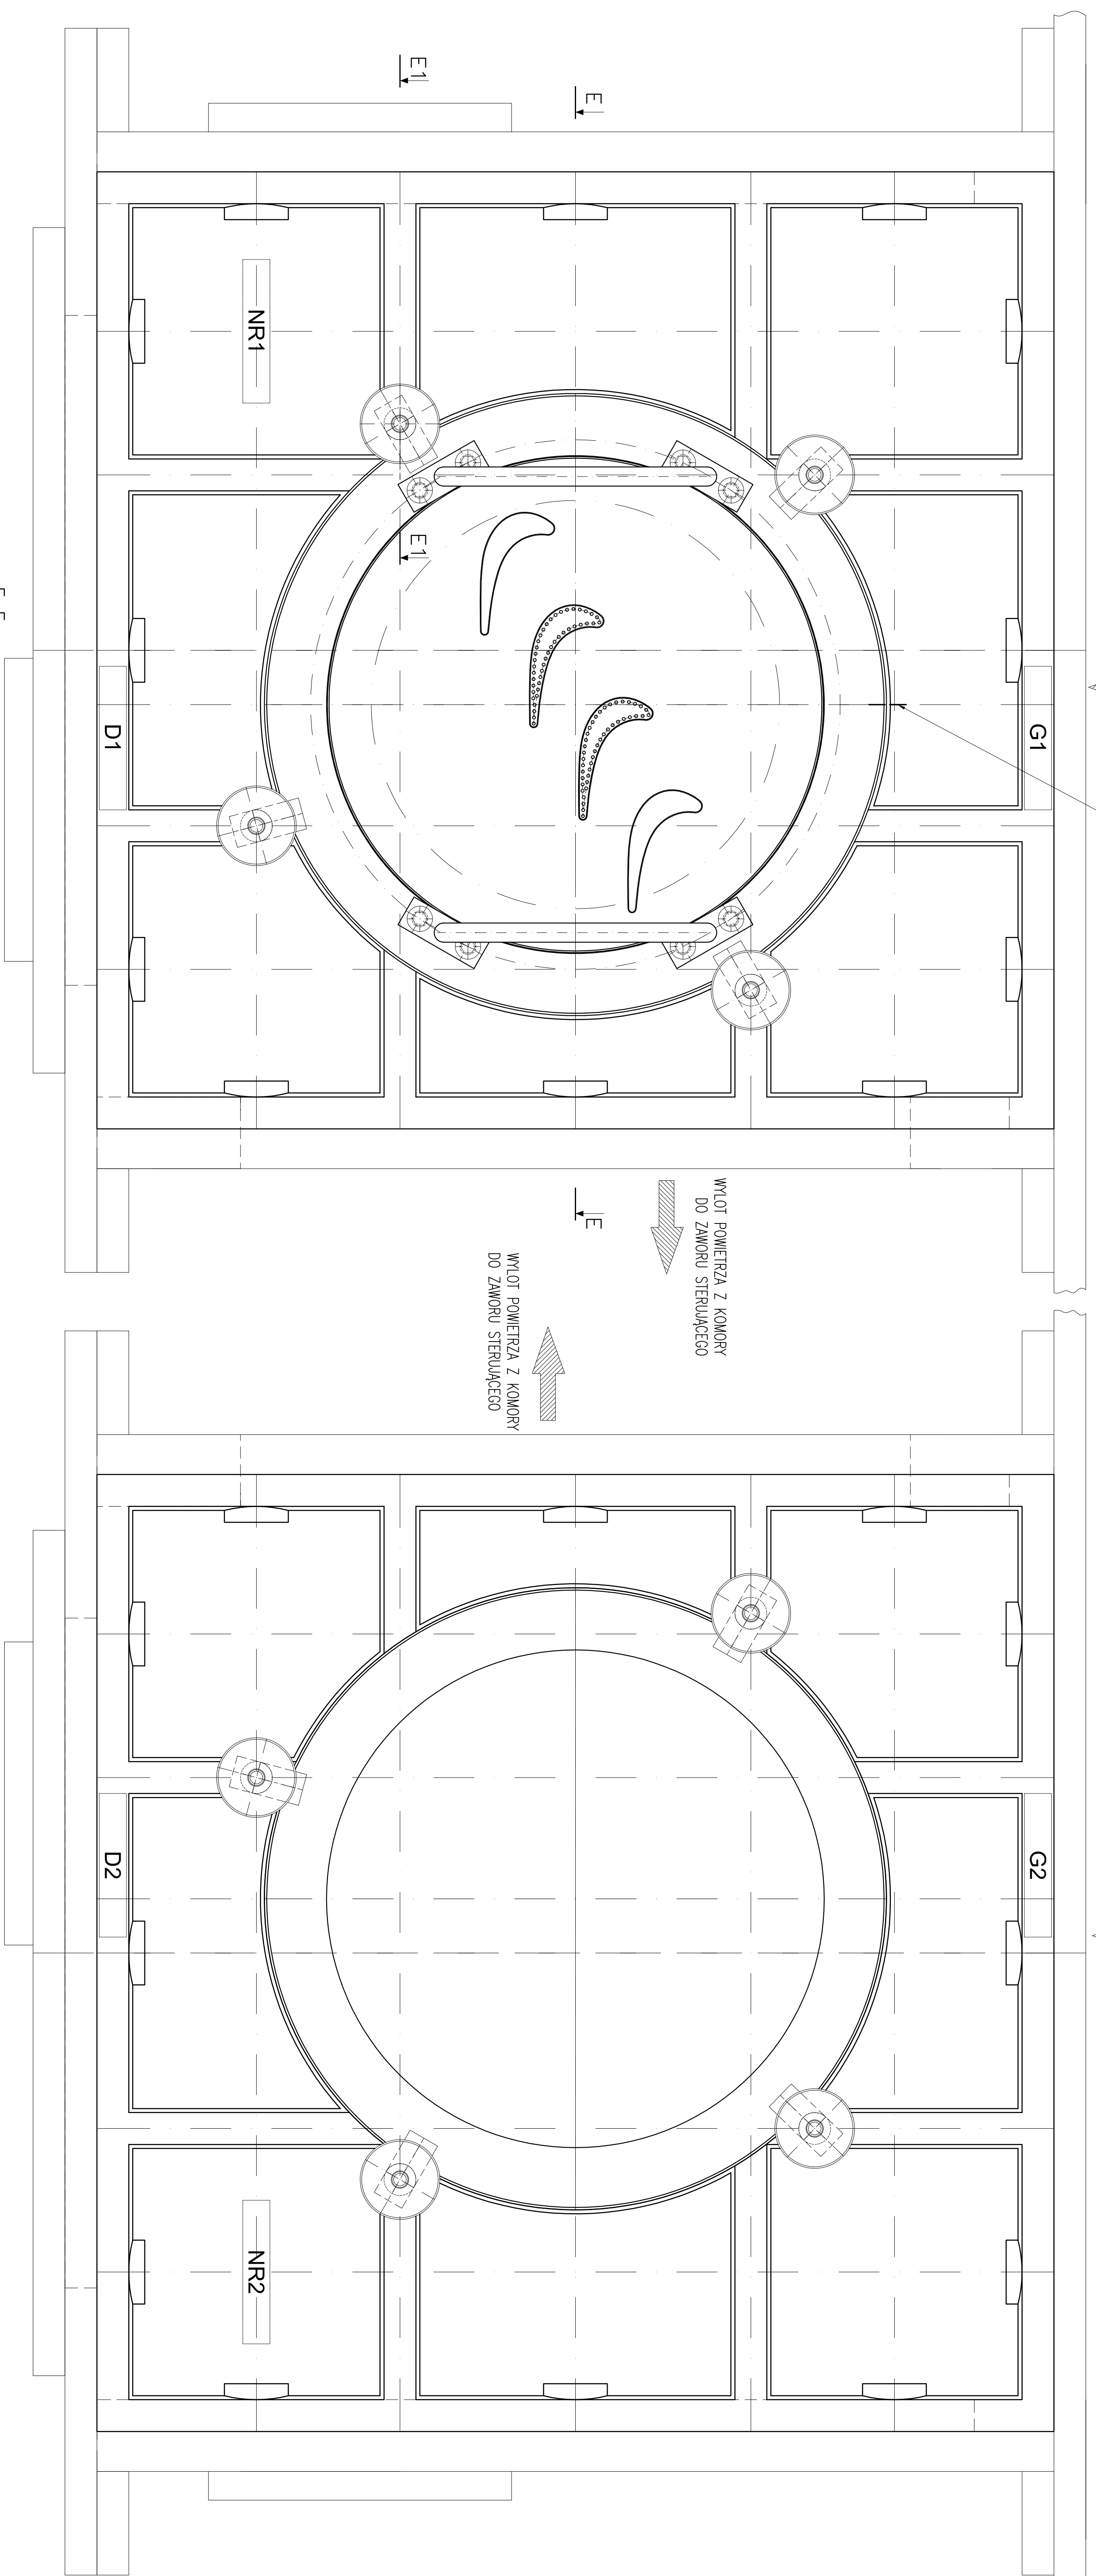 E1
E
NR1
E1
D1
G1
E
WYLOT POWIETRZA Z KOMORY
DO ZAWORU STERUJĄCEGO
WYLOT POWIETRZA Z KOMORY
DO ZAWORU STERUJĄCEGO
D2
G2
NR2